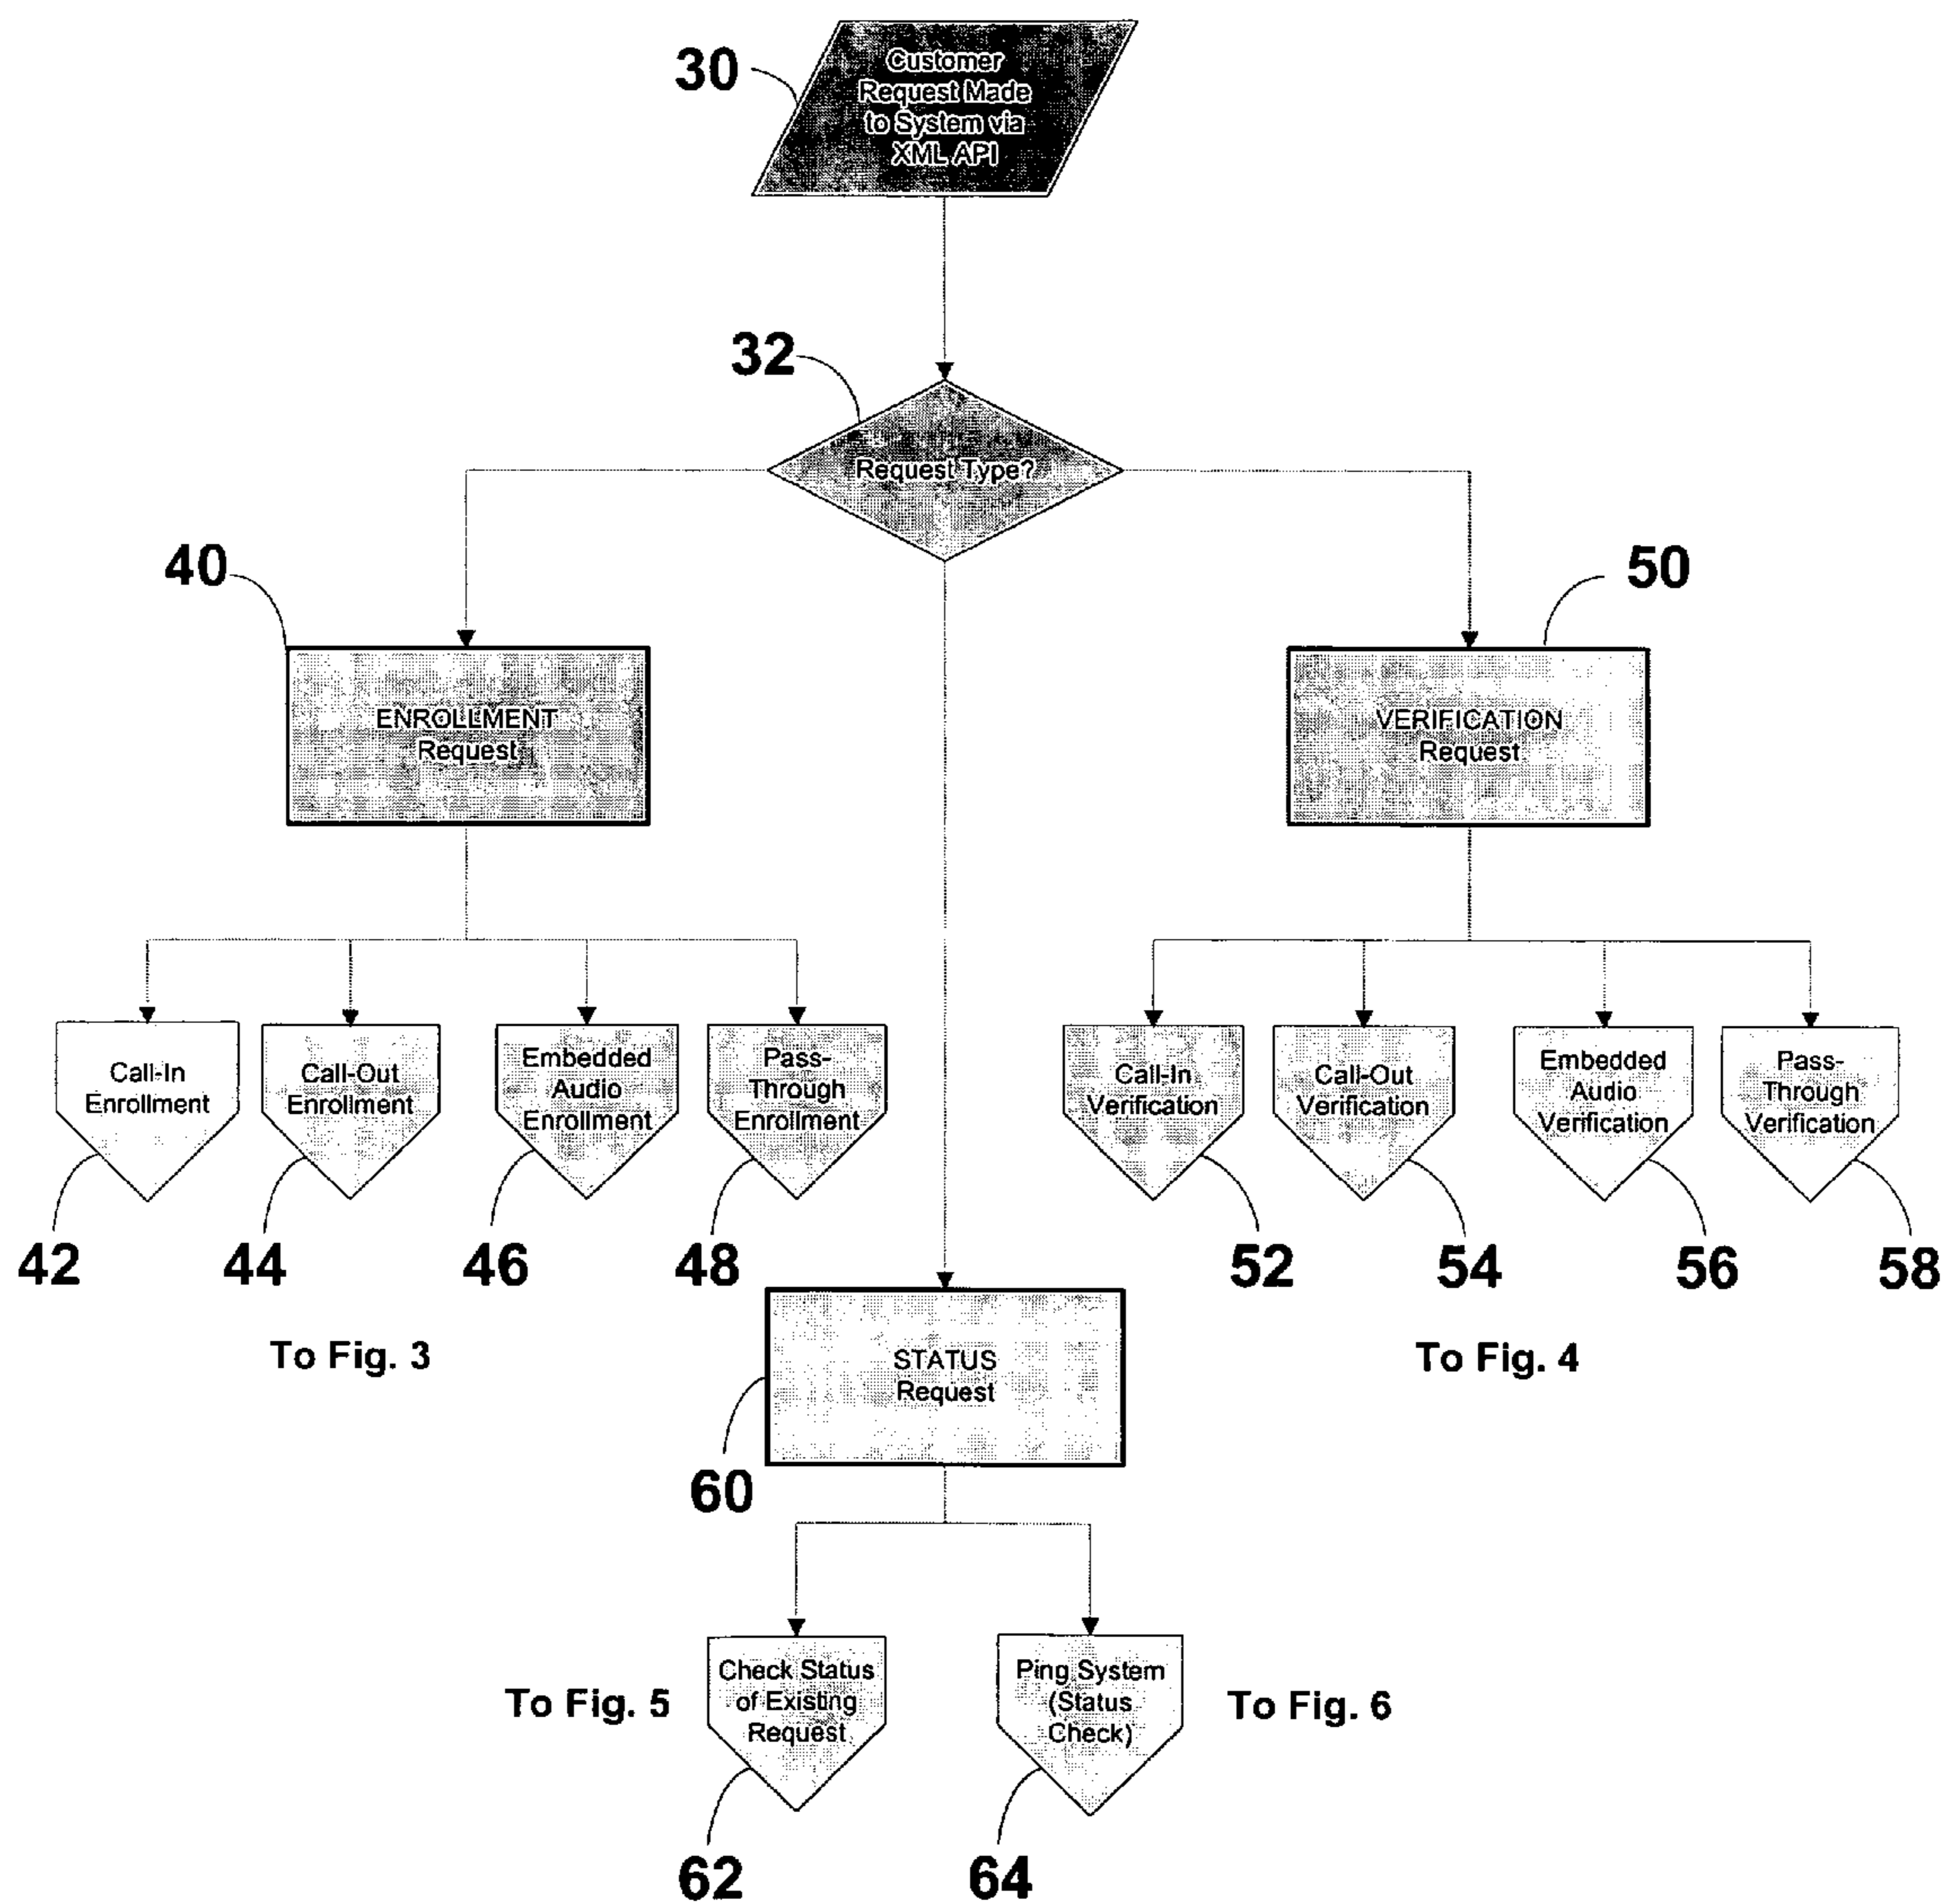 30
Customer
Request Made
to System via
XML API
32
Request Type?
40
ENROLLMENT
Request
50
VERIFICATION
Request
Call-In
Enrollment
Call-Out
Enrollment
Embedded
Audio
Enrollment
Pass-
Through
Enrollment
Call-In
Verification
Call-Out
Verification
Embedded
Audio
Verification
Pass-
Through
Verification
42
44
46
48
52
54
56
58
To Fig. 3
To Fig. 4
STATUS
Request
60
To Fig. 5
Check Status
of Existing
Request
Ping System
(Status
Check)
To Fig. 6
62
64